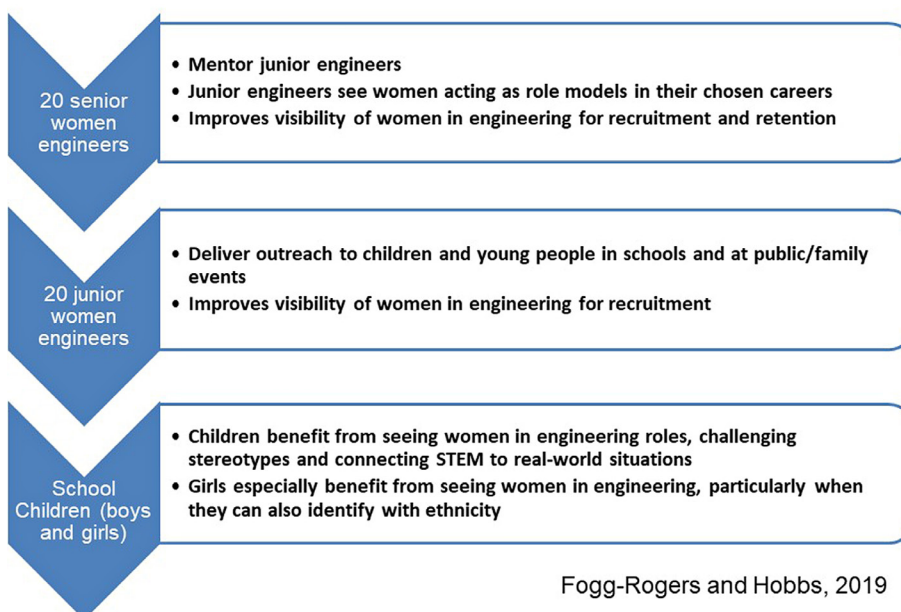 20 senior
women
engineers
• Mentor junior engineers
• Junior engineers see women acting as role models in their chosen careers
• Improves visibility of women in engineering for recruitment and retention
20 junior
women
engineers
• Deliver outreach to children and young people in schools and at public/family
events
• Improves visibility of women in engineering for recruitment
School
Children (boys
and girls)
• Children benefit from seeing women in engineering roles, challenging
stereotypes and connecting STEM to real-world situations
• Girls especially benefit from seeing women in engineering, particularly when
they can also identify with ethnicity
Fogg-Rogers and Hobbs, 2019